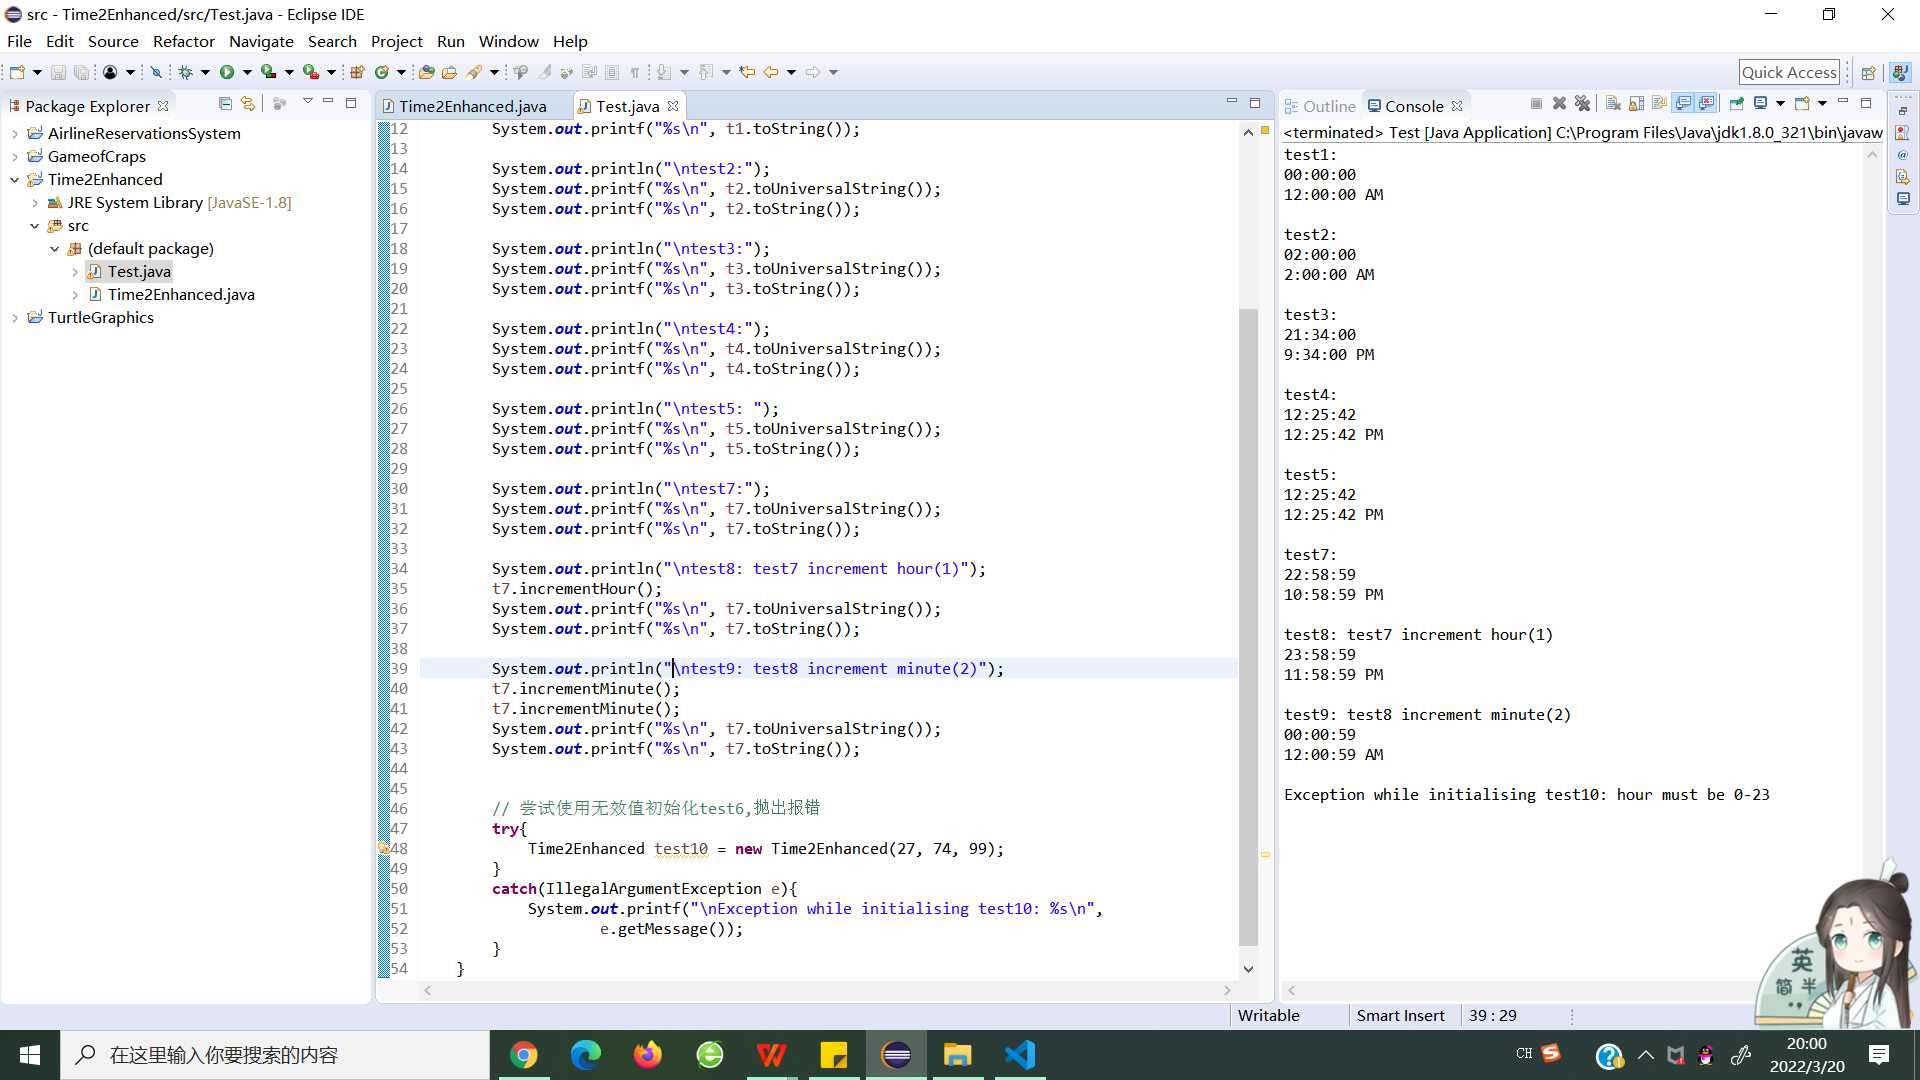 src - Time2Enhanced/src/Test.java - Eclipse IDE
File Edit Source Refactor Navigate Search Project Run Window Help
Quick Access
Package Explorer
AirlineReservationsSystem
GameofCraps
Time2Enhanced
JRE System Library [JavaSE-1.8]
src
(default package)
Test.java
Time2Enhanced.java
TurtleGraphics
Time2Enhanced.java Test.java
12 System.out.printf("%s\n", t1.toString());
13
14 System.out.println("\ntest2:");
15 System.out.printf("%s\n", t2.toUniversalString());
16 System.out.printf("%s\n", t2.toString());
17
18 System.out.println("\ntest3:");
19 System.out.printf("%s\n", t3.toUniversalString());
20 System.out.printf("%s\n", t3.toString());
21
22 System.out.println("\ntest4:");
23 System.out.printf("%s\n", t4.toUniversalString());
24 System.out.printf("%s\n", t4.toString());
25
26 System.out.println("\ntest5: ");
27 System.out.printf("%s\n", t5.toUniversalString());
28 System.out.printf("%s\n", t5.toString());
29
30 System.out.println("\ntest7:");
31 System.out.printf("%s\n", t7.toUniversalString());
32 System.out.printf("%s\n", t7.toString());
33
34 System.out.println("\ntest8: test7 increment hour(1)");
35 t7.incrementHour();
36 System.out.printf("%s\n", t7.toUniversalString());
37 System.out.printf("%s\n", t7.toString());
38
39 System.out.println("\ntest9: test8 increment minute(2)");
40 t7.incrementMinute();
41 t7.incrementMinute();
42 System.out.printf("%s\n", t7.toUniversalString());
43 System.out.printf("%s\n", t7.toString());
44
45
46 // 尝试使用无效值初始化test6,抛出报错
47 try{
48 Time2Enhanced test10 = new Time2Enhanced(27, 74, 99);
49 }
50 catch(IllegalArgumentException e){
51 System.out.printf("\nException while initialising test10: %s\n",
52 e.getMessage());
53 }
54 }
Outline Console
<terminated> Test [Java Application] C:\Program Files\Java\jdk1.8.0_321\bin\javaw
test1:
00:00:00
12:00:00 AM
test2:
02:00:00
2:00:00 AM
test3:
21:34:00
9:34:00 PM
test4:
12:25:42
12:25:42 PM
test5:
12:25:42
12:25:42 PM
test7:
22:58:59
10:58:59 PM
test8: test7 increment hour(1)
23:58:59
11:58:59 PM
test9: test8 increment minute(2)
00:00:59
12:00:59 AM
Exception while initialising test10: hour must be 0-23
英
简 半
Writable Smart Insert 39 : 29
在这里输入你要搜索的内容
CH
20:00
2022/3/20